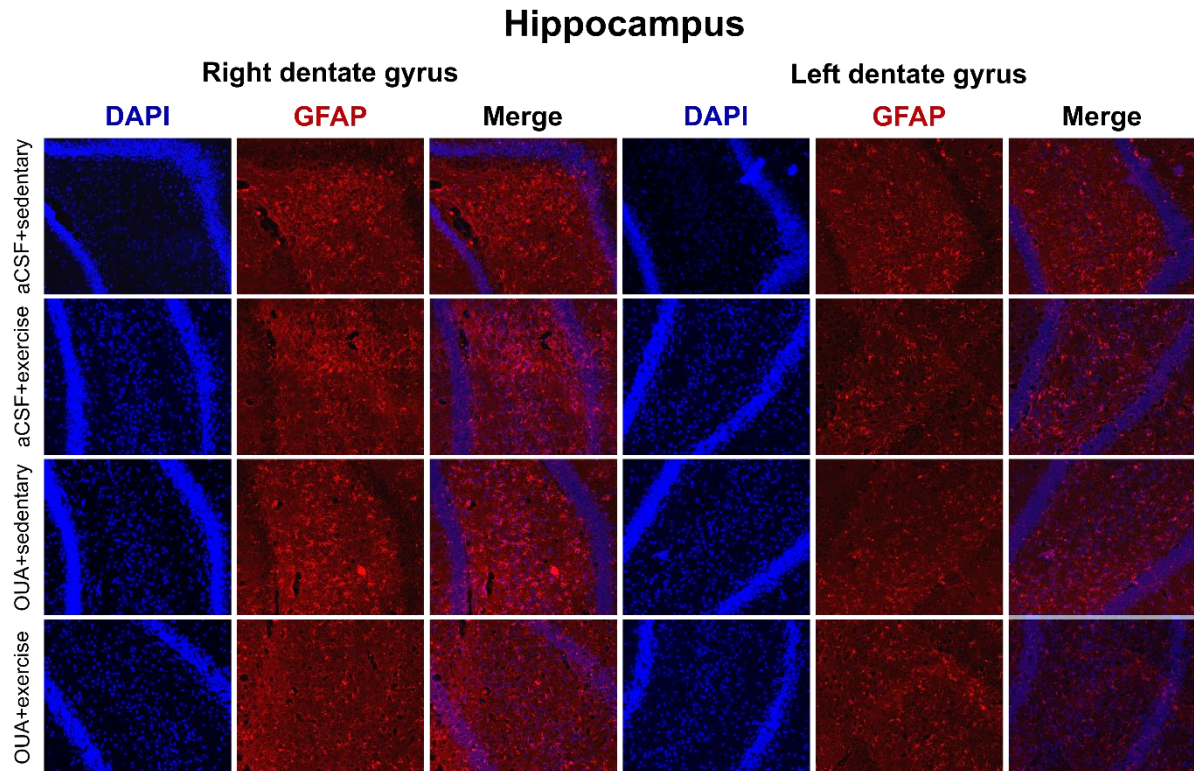 Hippocampus
Right dentate gyrus
Left dentate gyrus
DAPI
GFAP
Merge
DAPI
GFAP
Merge
aCSF+sedentary
aCSF+exercise
OUA+sedentary
OUA+exercise